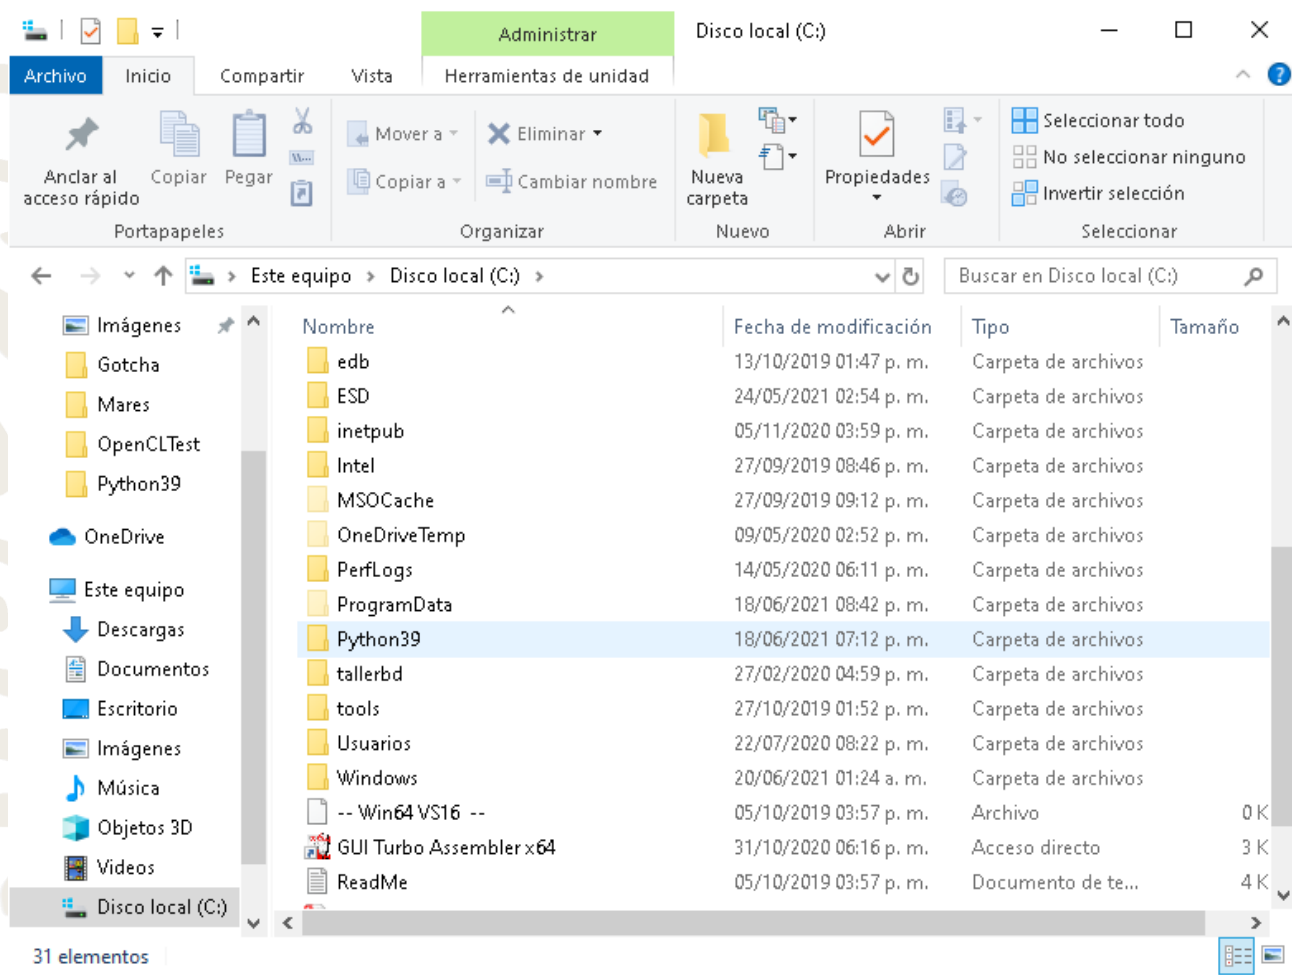 Administrar
Disco local (C:)
Archivo Inicio Compartir Vista Herramientas de unidad
Anclar al acceso rápido
Copiar
Pegar
Portapapeles
Mover a
Copiar a
Eliminar
Cambiar nombre
Organizar
Nueva carpeta
Nuevo
Propiedades
Abrir
Seleccionar todo
No seleccionar ninguno
Invertir selección
Seleccionar
Este equipo > Disco local (C:) >
Buscar en Disco local (C:)
Imágenes
Gotcha
Mares
OpenCLTest
Python39
OneDrive
Este equipo
Descargas
Documentos
Escritorio
Imágenes
Música
Objetos 3D
Videos
Disco local (C:)
Nombre Fecha de modificación Tipo Tamaño
edb 13/10/2019 01:47 p. m. Carpeta de archivos
ESD 24/05/2021 02:54 p. m. Carpeta de archivos
inetpub 05/11/2020 03:59 p. m. Carpeta de archivos
Intel 27/09/2019 08:46 p. m. Carpeta de archivos
MSOCache 27/09/2019 09:12 p. m. Carpeta de archivos
OneDriveTemp 09/05/2020 02:52 p. m. Carpeta de archivos
PerfLogs 14/05/2020 06:11 p. m. Carpeta de archivos
ProgramData 18/06/2021 08:42 p. m. Carpeta de archivos
Python39 18/06/2021 07:12 p. m. Carpeta de archivos
tallerbd 27/02/2020 04:59 p. m. Carpeta de archivos
tools 27/10/2019 01:52 p. m. Carpeta de archivos
Usuarios 22/07/2020 08:22 p. m. Carpeta de archivos
Windows 20/06/2021 01:24 a. m. Carpeta de archivos
-- Win64 VS16 -- 05/10/2019 03:57 p. m. Archivo 0 K
GUI Turbo Assembler x64 31/10/2020 06:16 p. m. Acceso directo 3 K
ReadMe 05/10/2019 03:57 p. m. Documento de te... 4 K
31 elementos